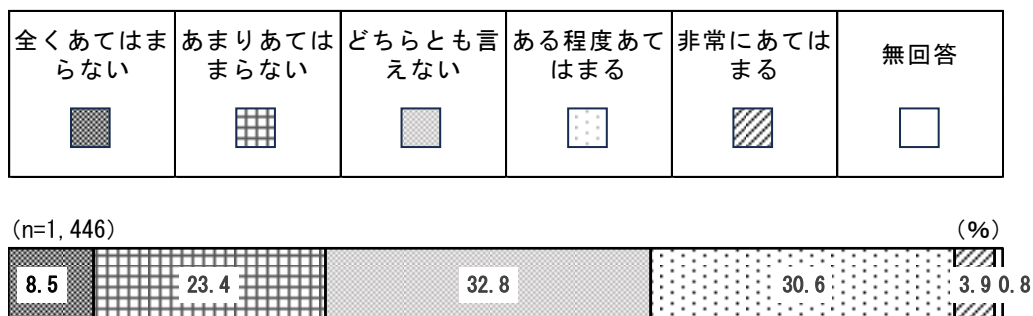 全くあてはま
らない
あまりあては
まらない
どちらとも言
えない
ある程度あて
はまる
非常にあては
まる
無回答
(n=1,446)
(%)
8.5
23.4
32.8
30.6
3.9
0.8